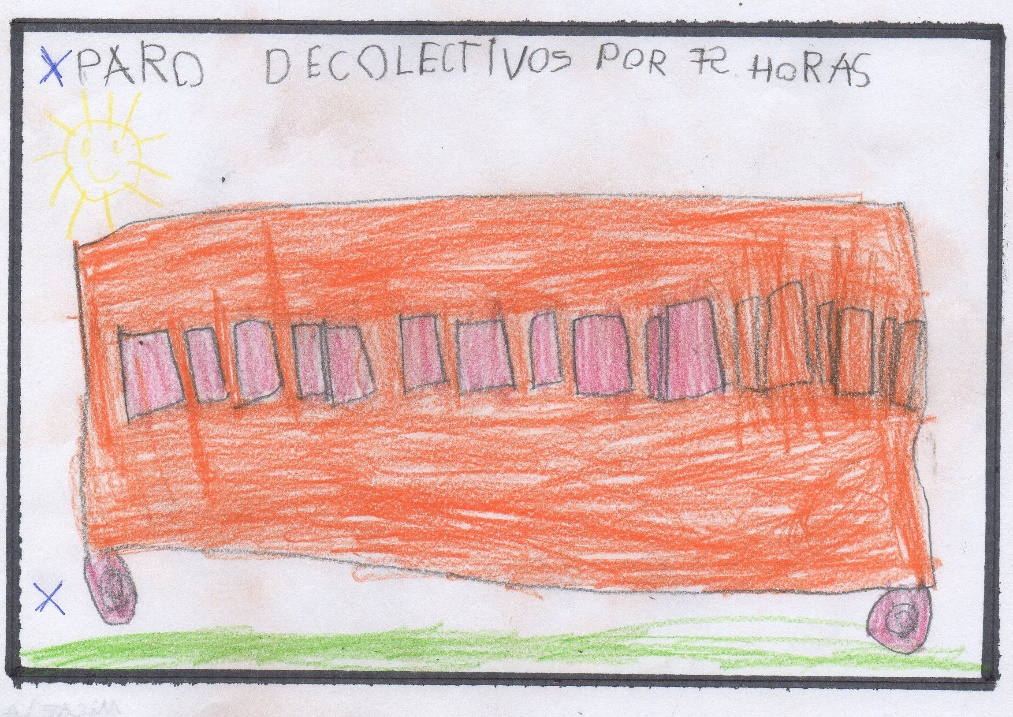 X PARO DECOLECTIVOS POR 72 HORAS
X